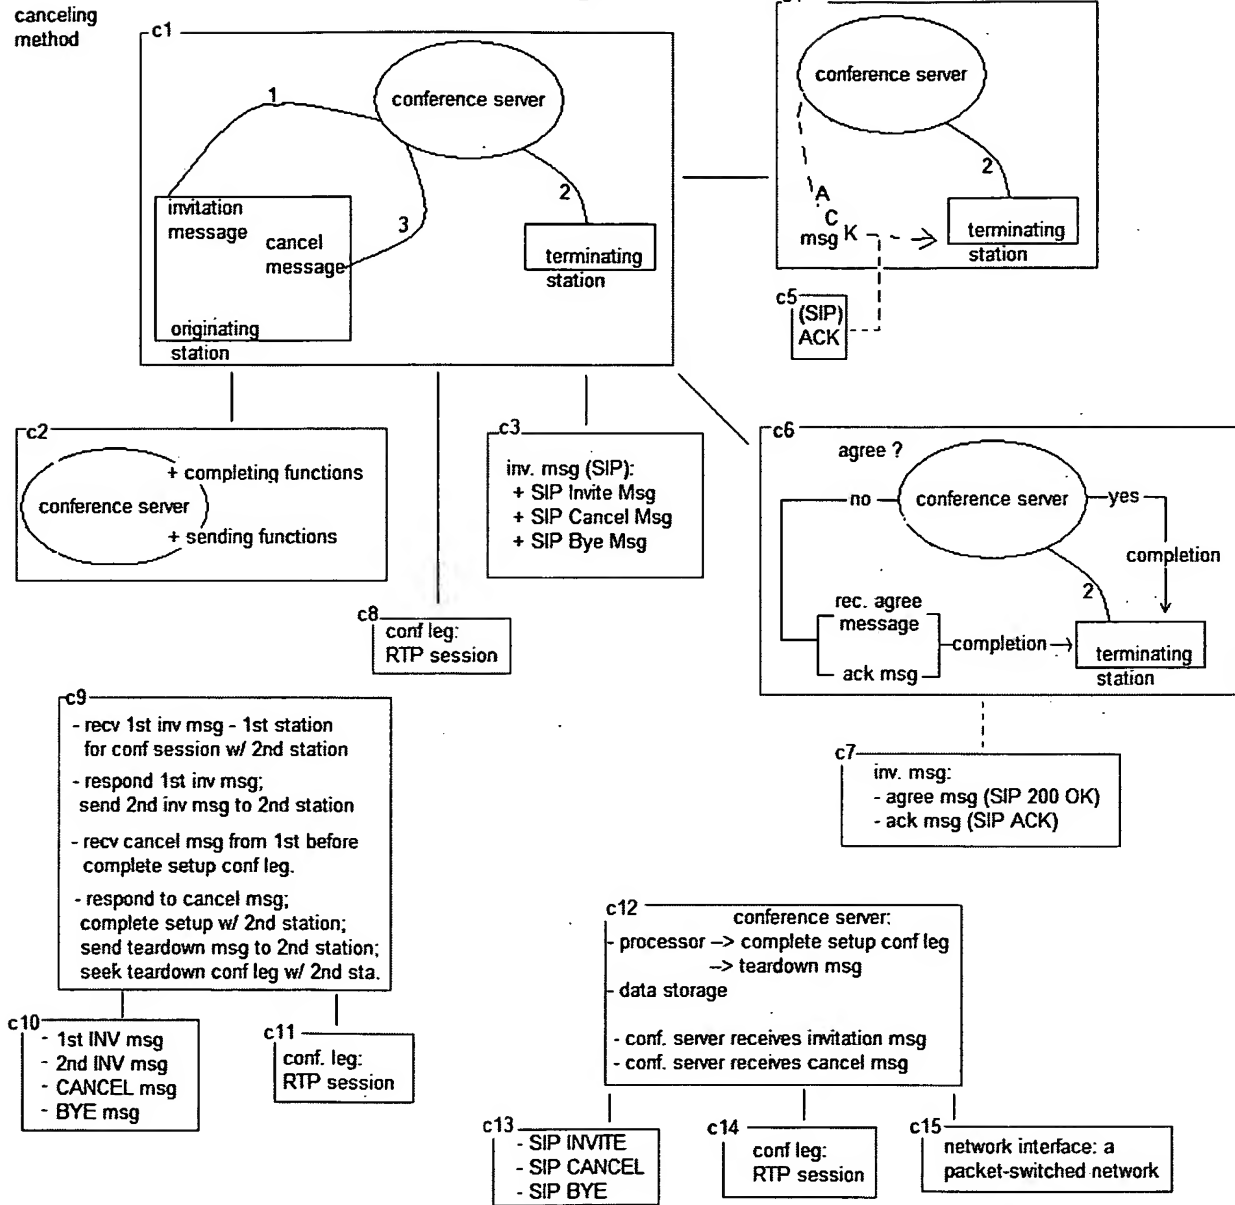 canceling
method
c1
conference server
1
2
3
invitation
message
cancel
message
terminating
station
originating
station
conference server
2
A
C
K
msg
terminating
station
c5
(SIP)
ACK
c2
+ completing functions
conference server
+ sending functions
c3
inv. msg (SIP):
+ SIP Invite Msg
+ SIP Cancel Msg
+ SIP Bye Msg
c6
agree ?
no
conference server
yes
completion
2
rec. agree
message
completion
ack msg
terminating
station
c8
conf leg:
RTP session
c7
inv. msg:
- agree msg (SIP 200 OK)
- ack msg (SIP ACK)
c9
- recv 1st inv msg - 1st station
for conf session w/ 2nd station
- respond 1st inv msg;
send 2nd inv msg to 2nd station
- recv cancel msg from 1st before
complete setup conf leg.
- respond to cancel msg;
complete setup w/ 2nd station;
send teardown msg to 2nd station;
seek teardown conf leg w/ 2nd sta.
c10
- 1st INV msg
- 2nd INV msg
- CANCEL msg
- BYE msg
c11
conf. leg:
RTP session
c12
conference server:
- processor --> complete setup conf leg
--> teardown msg
- data storage
- conf. server receives invitation msg
- conf. server receives cancel msg
c13
- SIP INVITE
- SIP CANCEL
- SIP BYE
c14
conf leg:
RTP session
c15
network interface: a
packet-switched network